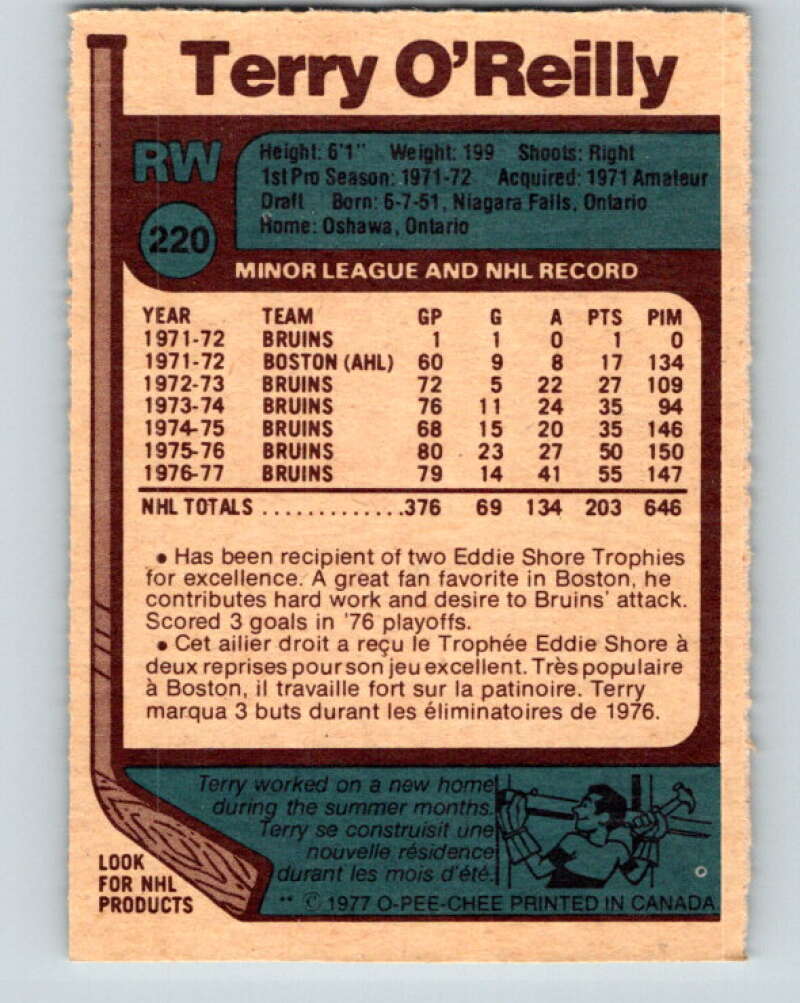 Terry O'Reilly
RW
220
Height: 6'1" Weight: 199 Shoots: Right
1st Pro Season: 1971-72 Acquired: 1971 Amateur
Draft Born: 6-7-51, Niagara Falls, Ontario
Home: Oshawa, Ontario
MINOR LEAGUE AND NHL RECORD
YEAR TEAM GP G A PTS PIM
1971-72 BRUINS 1 1 0 1 0
1971-72 BOSTON (AHL) 60 9 8 17 134
1972-73 BRUINS 72 5 22 27 109
1973-74 BRUINS 76 11 24 35 94
1974-75 BRUINS 68 15 20 35 146
1975-76 BRUINS 80 23 27 50 150
1976-77 BRUINS 79 14 41 55 147
NHL TOTALS .............376 69 134 203 646
• Has been recipient of two Eddie Shore Trophies
for excellence. A great fan favorite in Boston, he
contributes hard work and desire to Bruins' attack.
Scored 3 goals in '76 playoffs.
• Cet ailier droit a reçu le Trophée Eddie Shore à
deux reprises pour son jeu excellent. Très populaire
à Boston, il travaille fort sur la patinoire. Terry
marqua 3 buts durant les éliminatoires de 1976.
Terry worked on a new home
during the summer months.
Terry se construisit une
nouvelle résidence
durant les mois d'été.
LOOK
FOR NHL
PRODUCTS
** © 1977 O-PEE-CHEE PRINTED IN CANADA